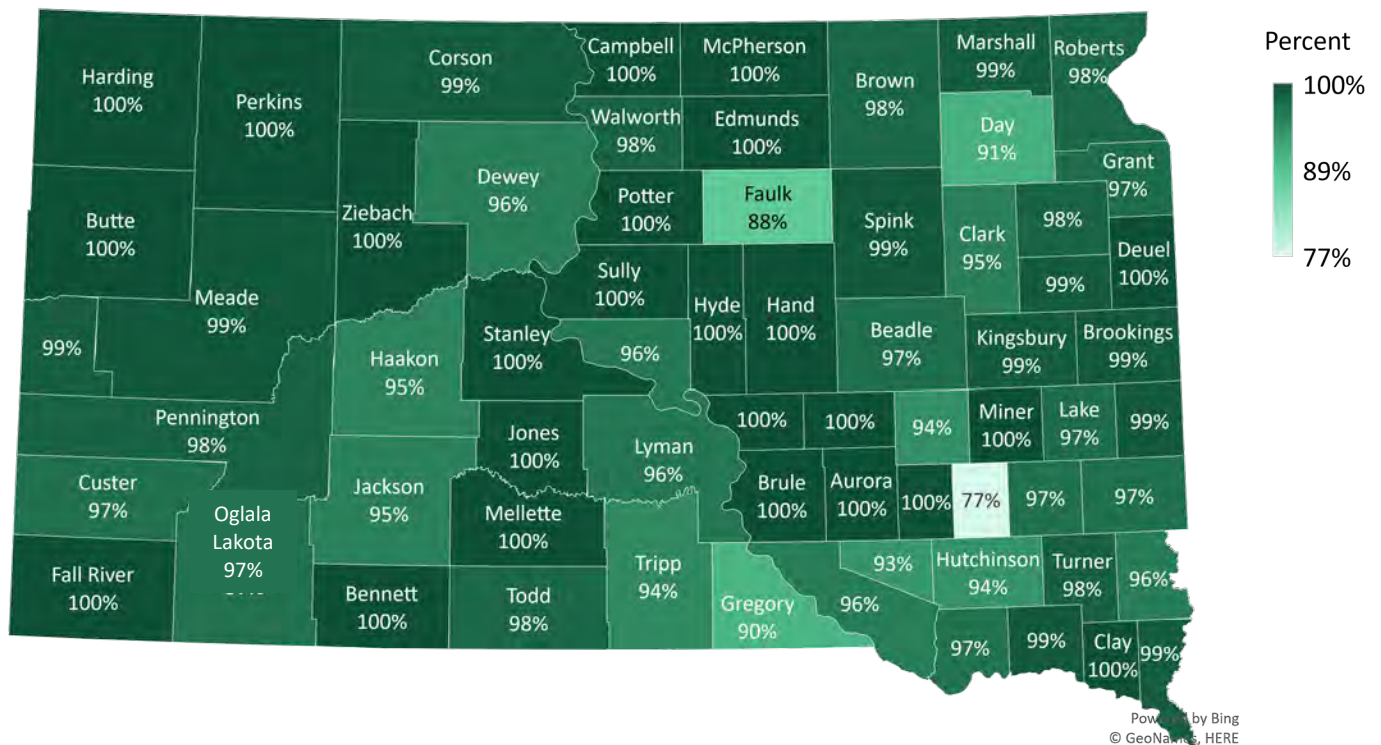 Harding
100%
Perkins
100%
Corson
99%
Campbell
100%
McPherson
100%
Brown
98%
Marshall
99%
Roberts
98%
Percent
100%
89%
77%
Walworth
98%
Edmunds
100%
Day
91%
Grant
97%
Butte
100%
Ziebach
100%
Dewey
96%
Potter
100%
Faulk
88%
Spink
99%
Clark
95%
98%
99%
Deuel
100%
Meade
99%
Sully
100%
Hyde
100%
Hand
100%
99%
Haakon
95%
Stanley
100%
96%
Beadle
97%
Kingsbury
99%
Brookings
99%
Pennington
98%
Jones
100%
Lyman
96%
100%
100%
94%
Miner
100%
Lake
97%
99%
Custer
97%
Oglala
Lakota
97%
Jackson
95%
Mellette
100%
Brule
100%
Aurora
100%
100%
77%
97%
97%
Fall River
100%
Bennett
100%
Todd
98%
Tripp
94%
Gregory
90%
96%
93%
Hutchinson
94%
Turner
98%
96%
97%
99%
Clay
100%
99%
Powered by Bing
© GeoNames, HERE